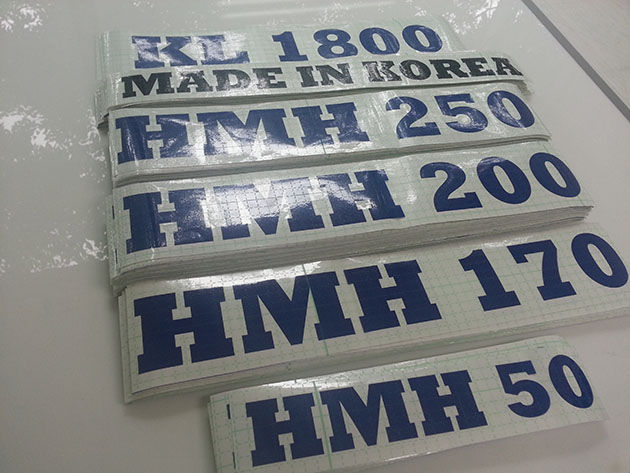 KL 1800
MADE IN KOREA
HMH 250
HMH 200
HMH 170
HMH 50